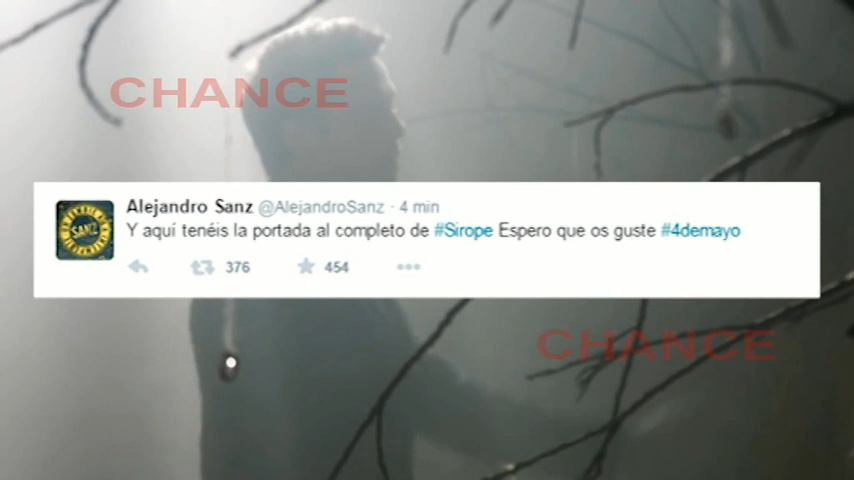 CHANCE
Alejandro Sanz @AlejandroSanz · 4 min
Y aquí tenéis la portada al completo de #Sirope Espero que os guste #4demayo
376 454
SANZ
CHANCE